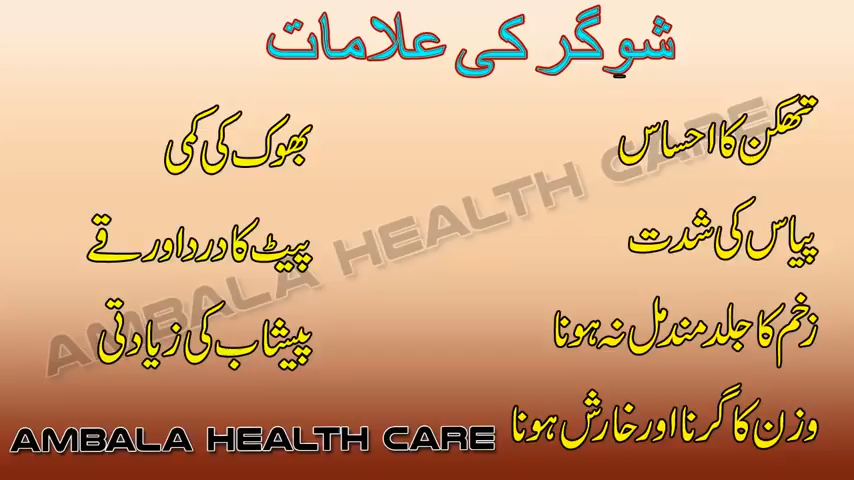 شوگر کی علامات
تھکن کا احساس
پیاس کی شدت
زخم کا جلد مندمل نہ ہونا
وزن کا گرنا اور خارش ہونا
بھوک کی کمی
پیٹ کا درد اور قے
پیشاب کی زیادتی
AMBALA HEALTH CARE
AMBALA HEALTH CARE